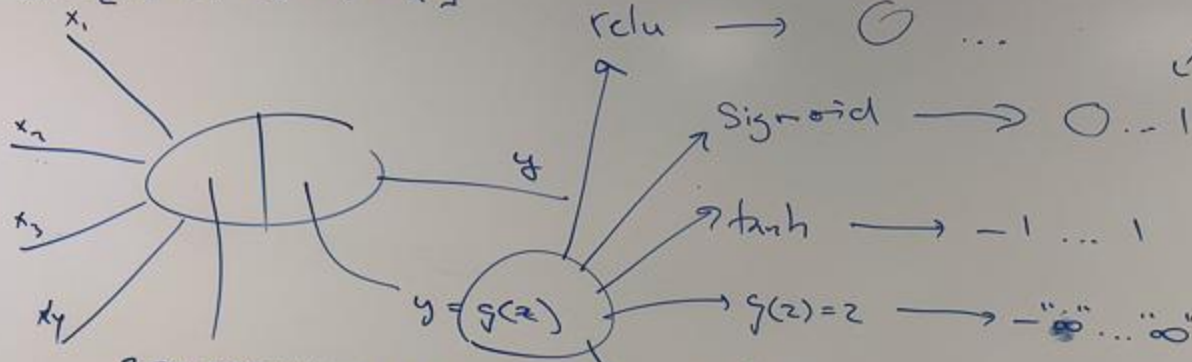 x₁
relu → 0 ...
x₂
Sigmoid → 0 ... 1
y
x₃
tanh → -1 ... 1
x₄
y = g(z)
g(z) = z → -"∞" ... "∞"